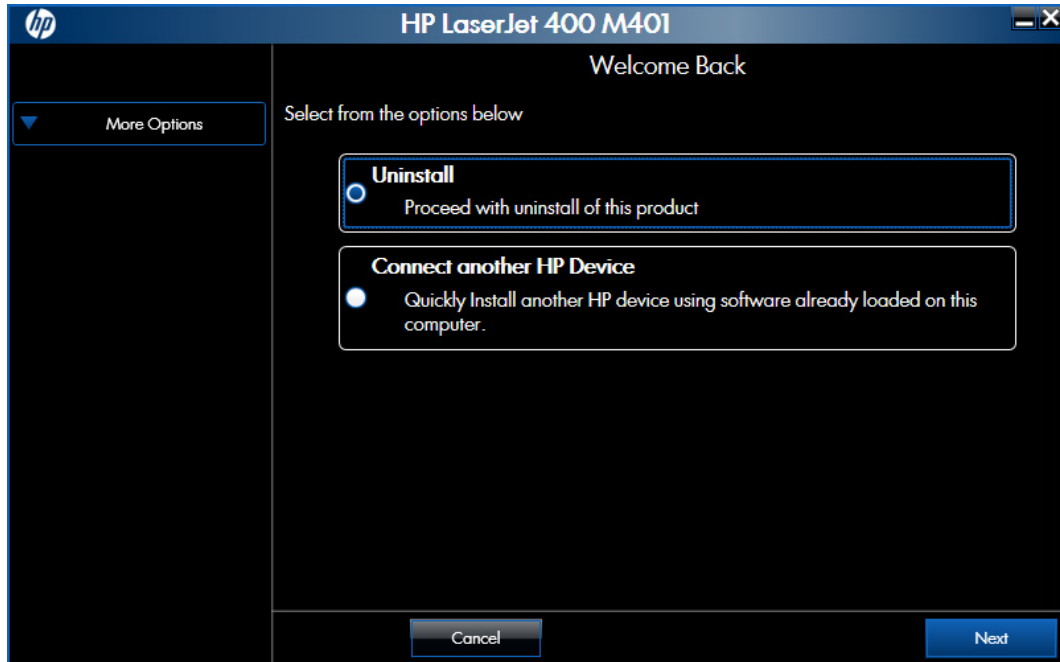 hp
HP LaserJet 400 M401
Welcome Back
More Options
Select from the options below
Uninstall
Proceed with uninstall of this product
Connect another HP Device
Quickly Install another HP device using software already loaded on this
computer.
Cancel
Next